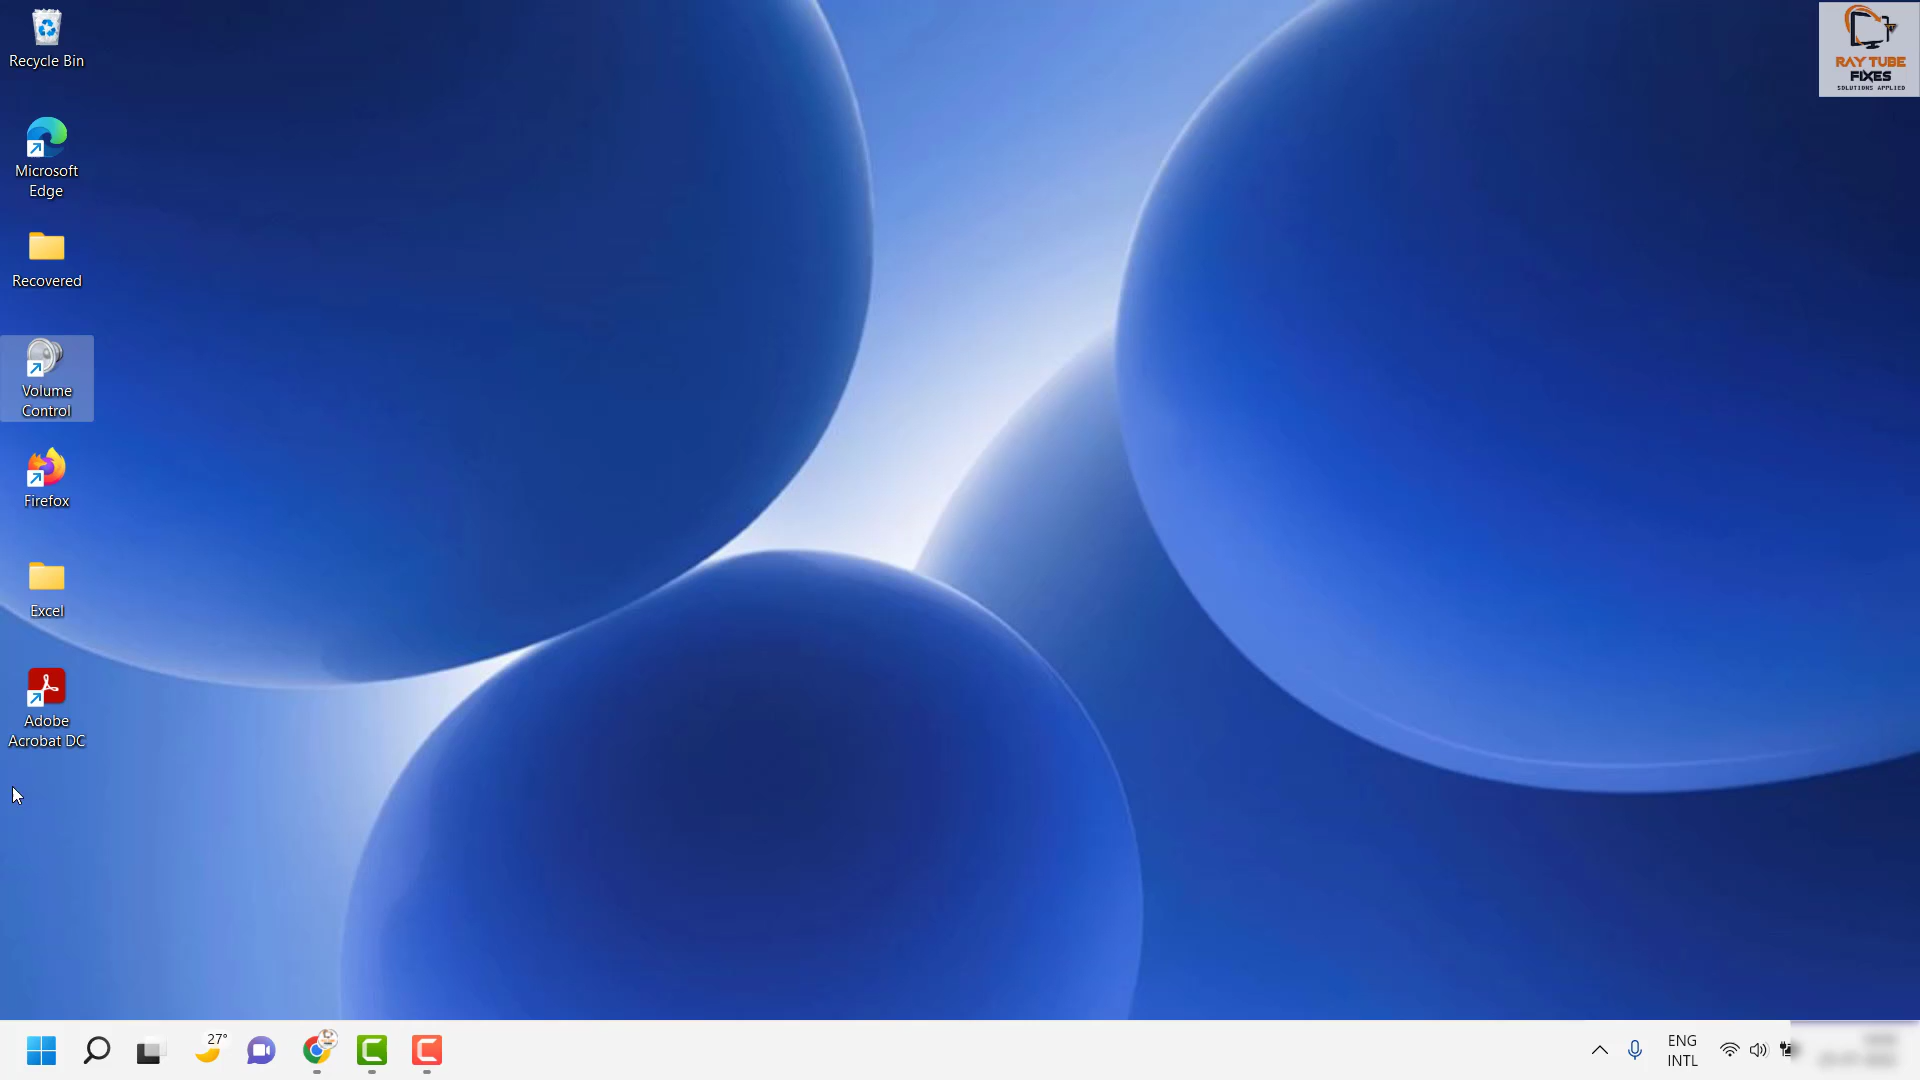 Recycle Bin
Microsoft
Edge
Recovered
Volume
Control
Firefox
Excel
Adobe
Acrobat DC
RAY TUBE
FIXES
SOLUTIONS APPLIED
27°
ENG
INTL